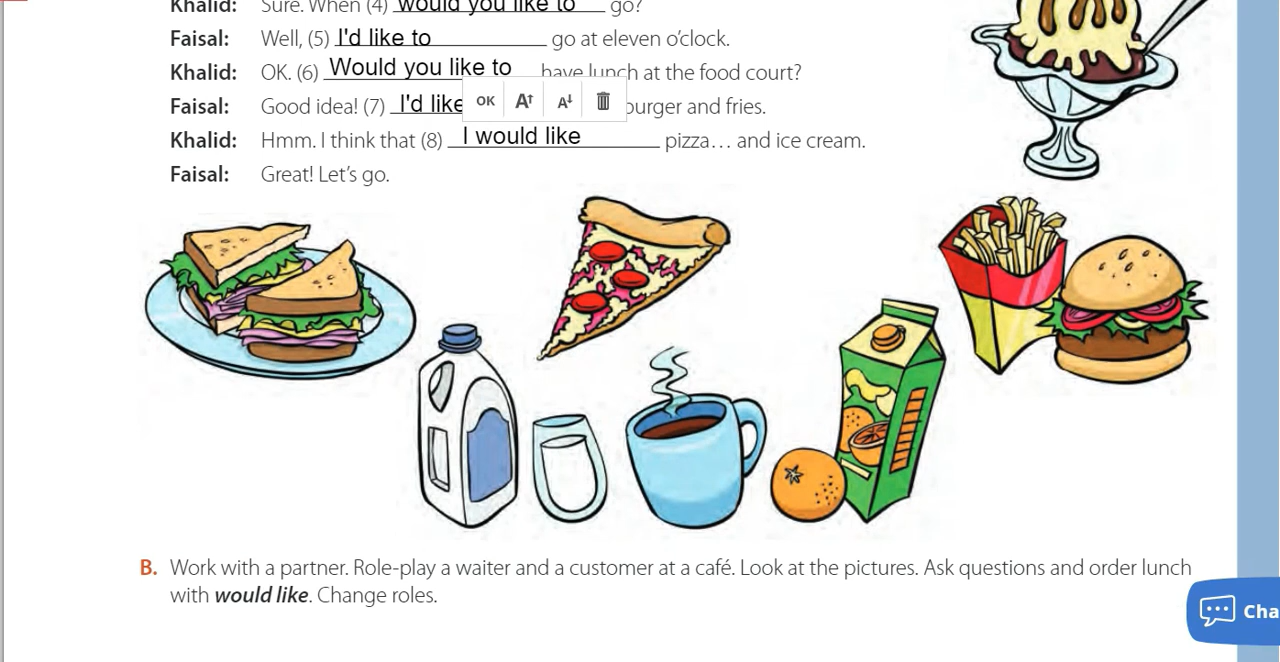 Khalid: Sure. When (4) would you like to go?
Faisal: Well, (5) I'd like to go at eleven o'clock.
Khalid: OK. (6) Would you like to have lunch at the food court?
Faisal: Good idea! (7) I'd like burger and fries.
OK A↑ A↓
Khalid: Hmm. I think that (8) I would like pizza… and ice cream.
Faisal: Great! Let's go.
B. Work with a partner. Role-play a waiter and a customer at a café. Look at the pictures. Ask questions and order lunch
with would like. Change roles.
Cha